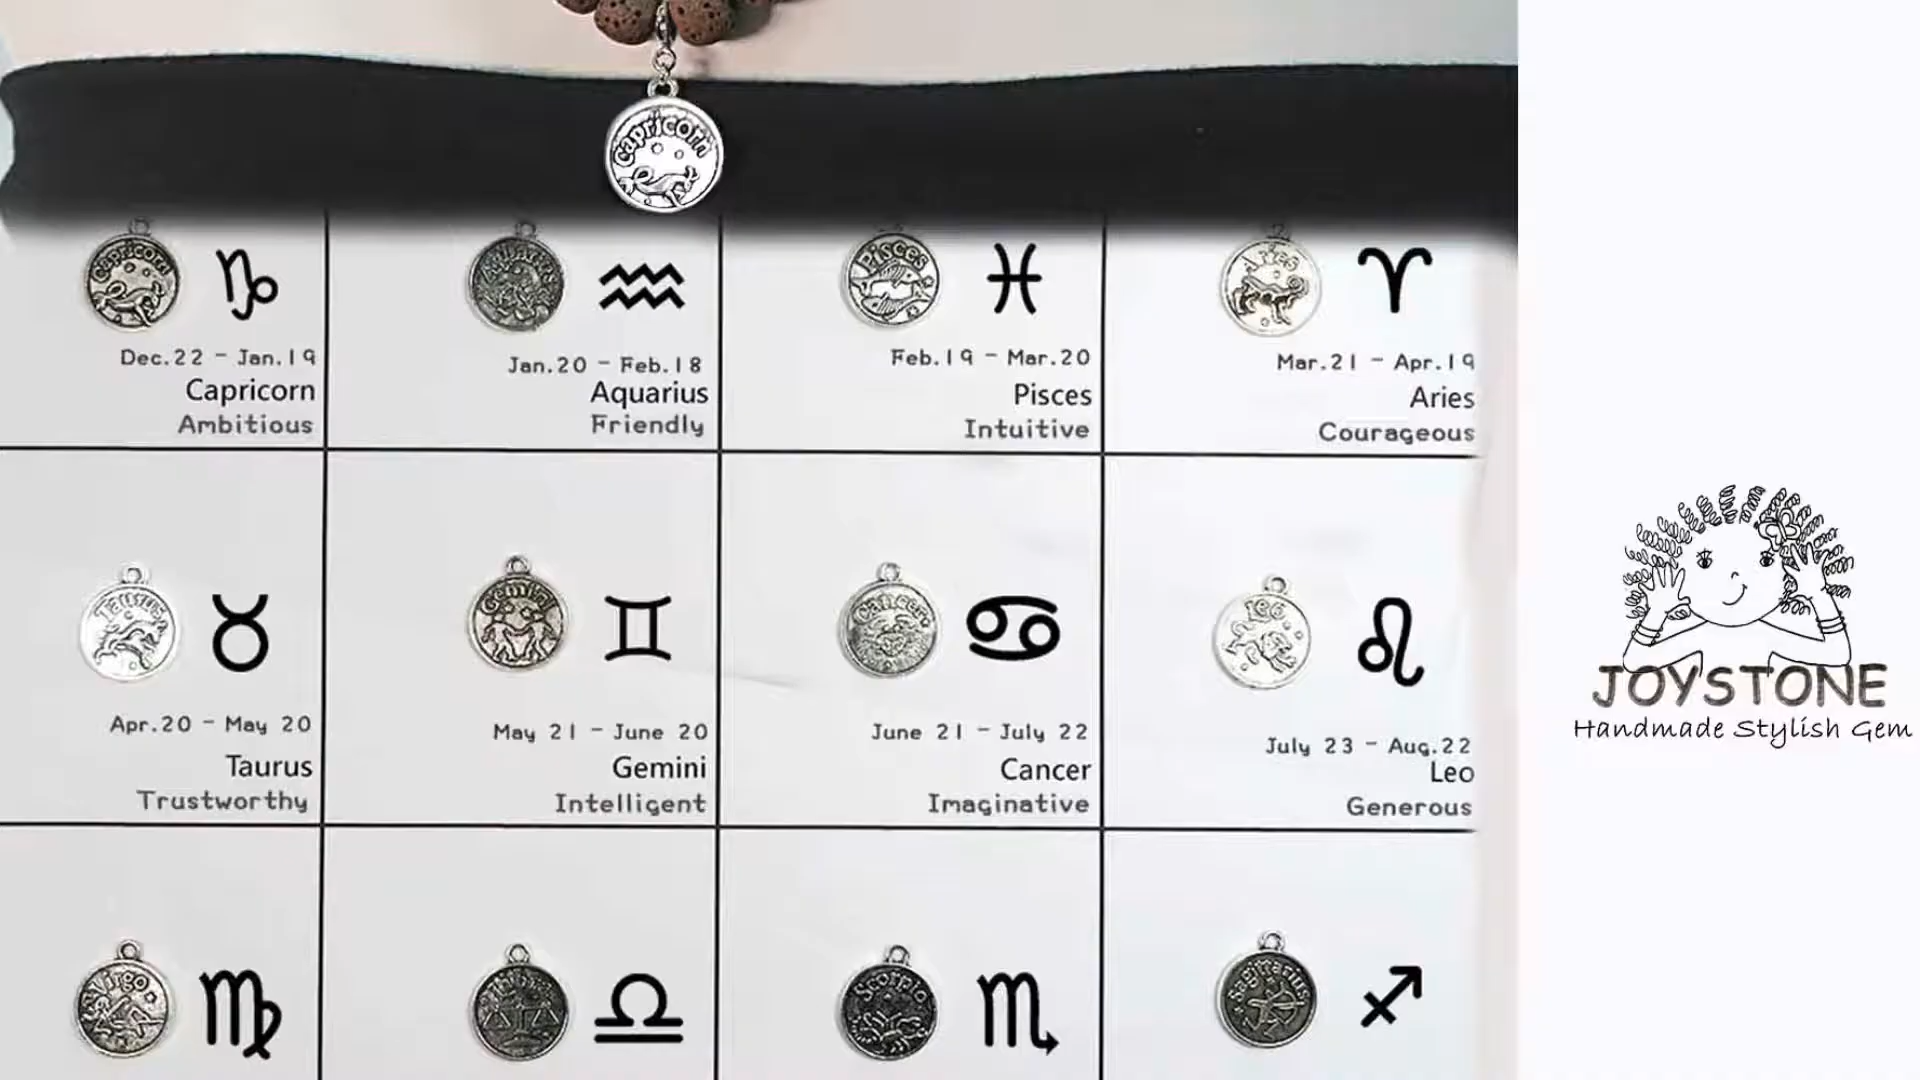 Capricorn
Capricorn
Dec.22 - Jan.19
Capricorn
Ambitious
Aquarius
Jan.20 - Feb.18
Aquarius
Friendly
Pisces
Feb.19 - Mar.20
Pisces
Intuitive
Aries
Mar.21 - Apr.19
Aries
Courageous
Taurus
Apr.20 - May 20
Taurus
Trustworthy
Gemini
May 21 - June 20
Gemini
Intelligent
Cancer
June 21 - July 22
Cancer
Imaginative
Leo
July 23 - Aug.22
Leo
Generous
Virgo
Libra
Scorpio
Sagittarius
JOYSTONE
Handmade Stylish Gem